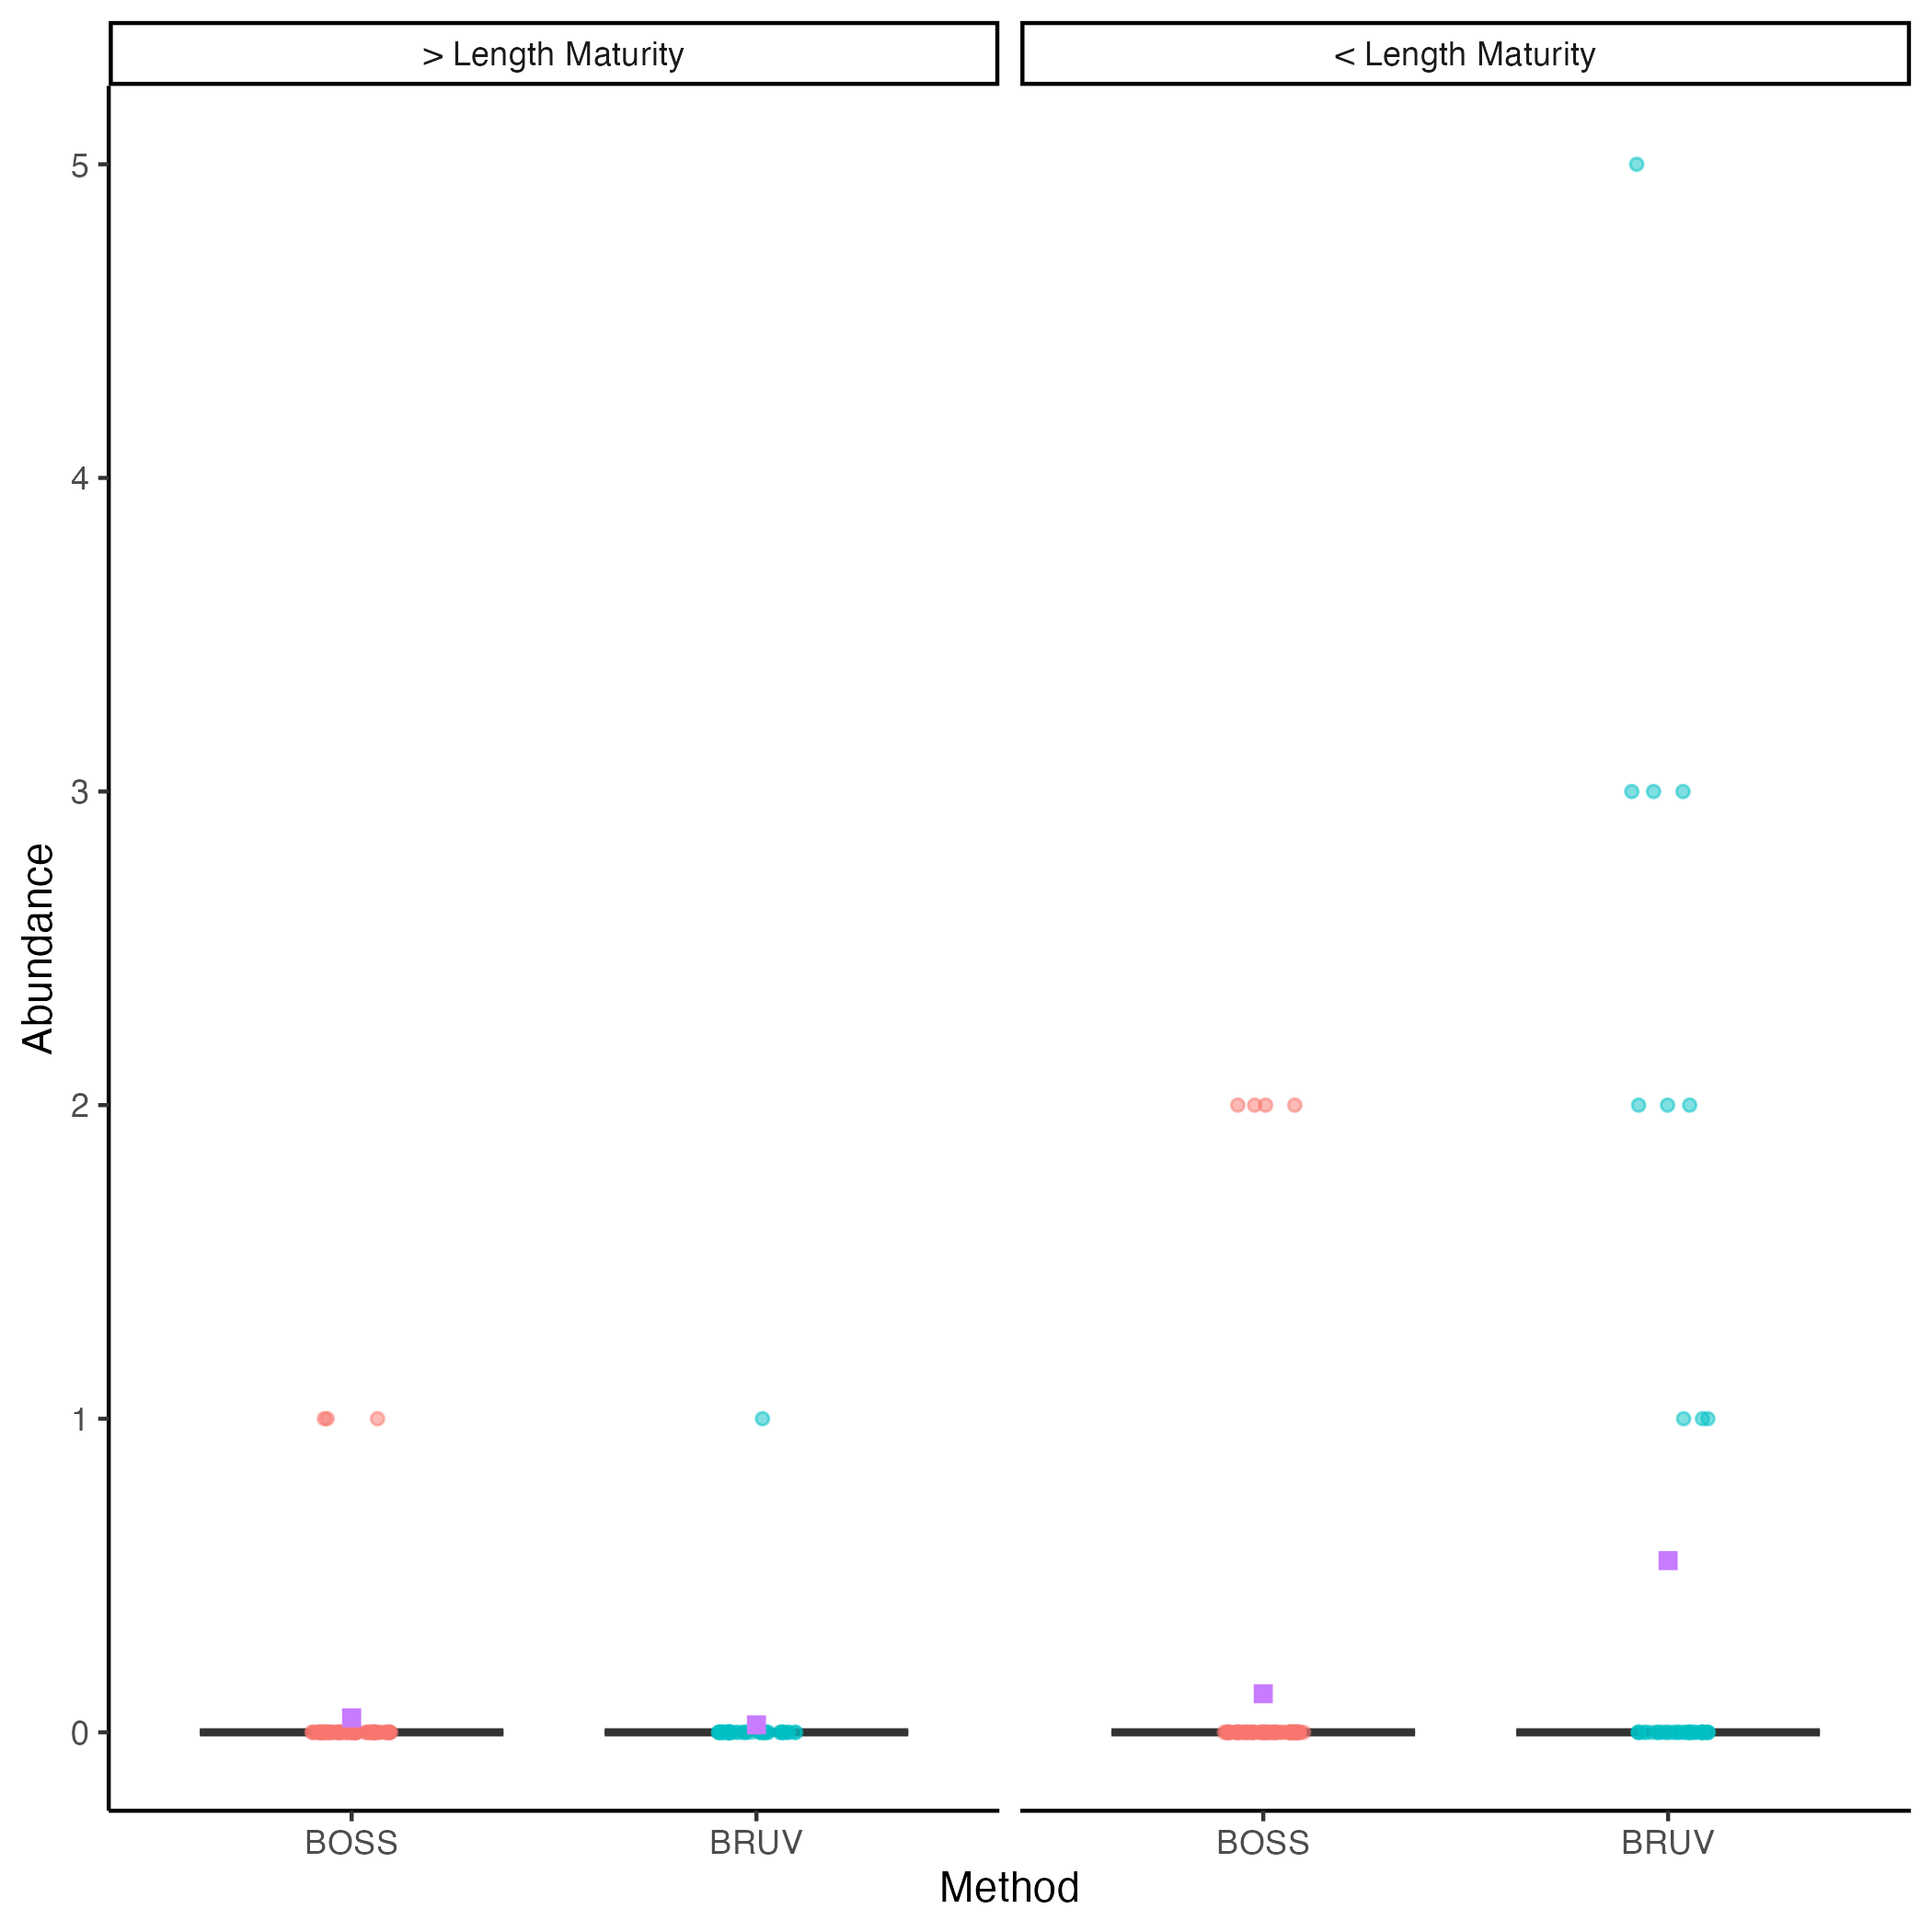 > Length Maturity
< Length Maturity
Abundance
5
4
3
2
1
0
BOSS
BRUV
BOSS
BRUV
Method